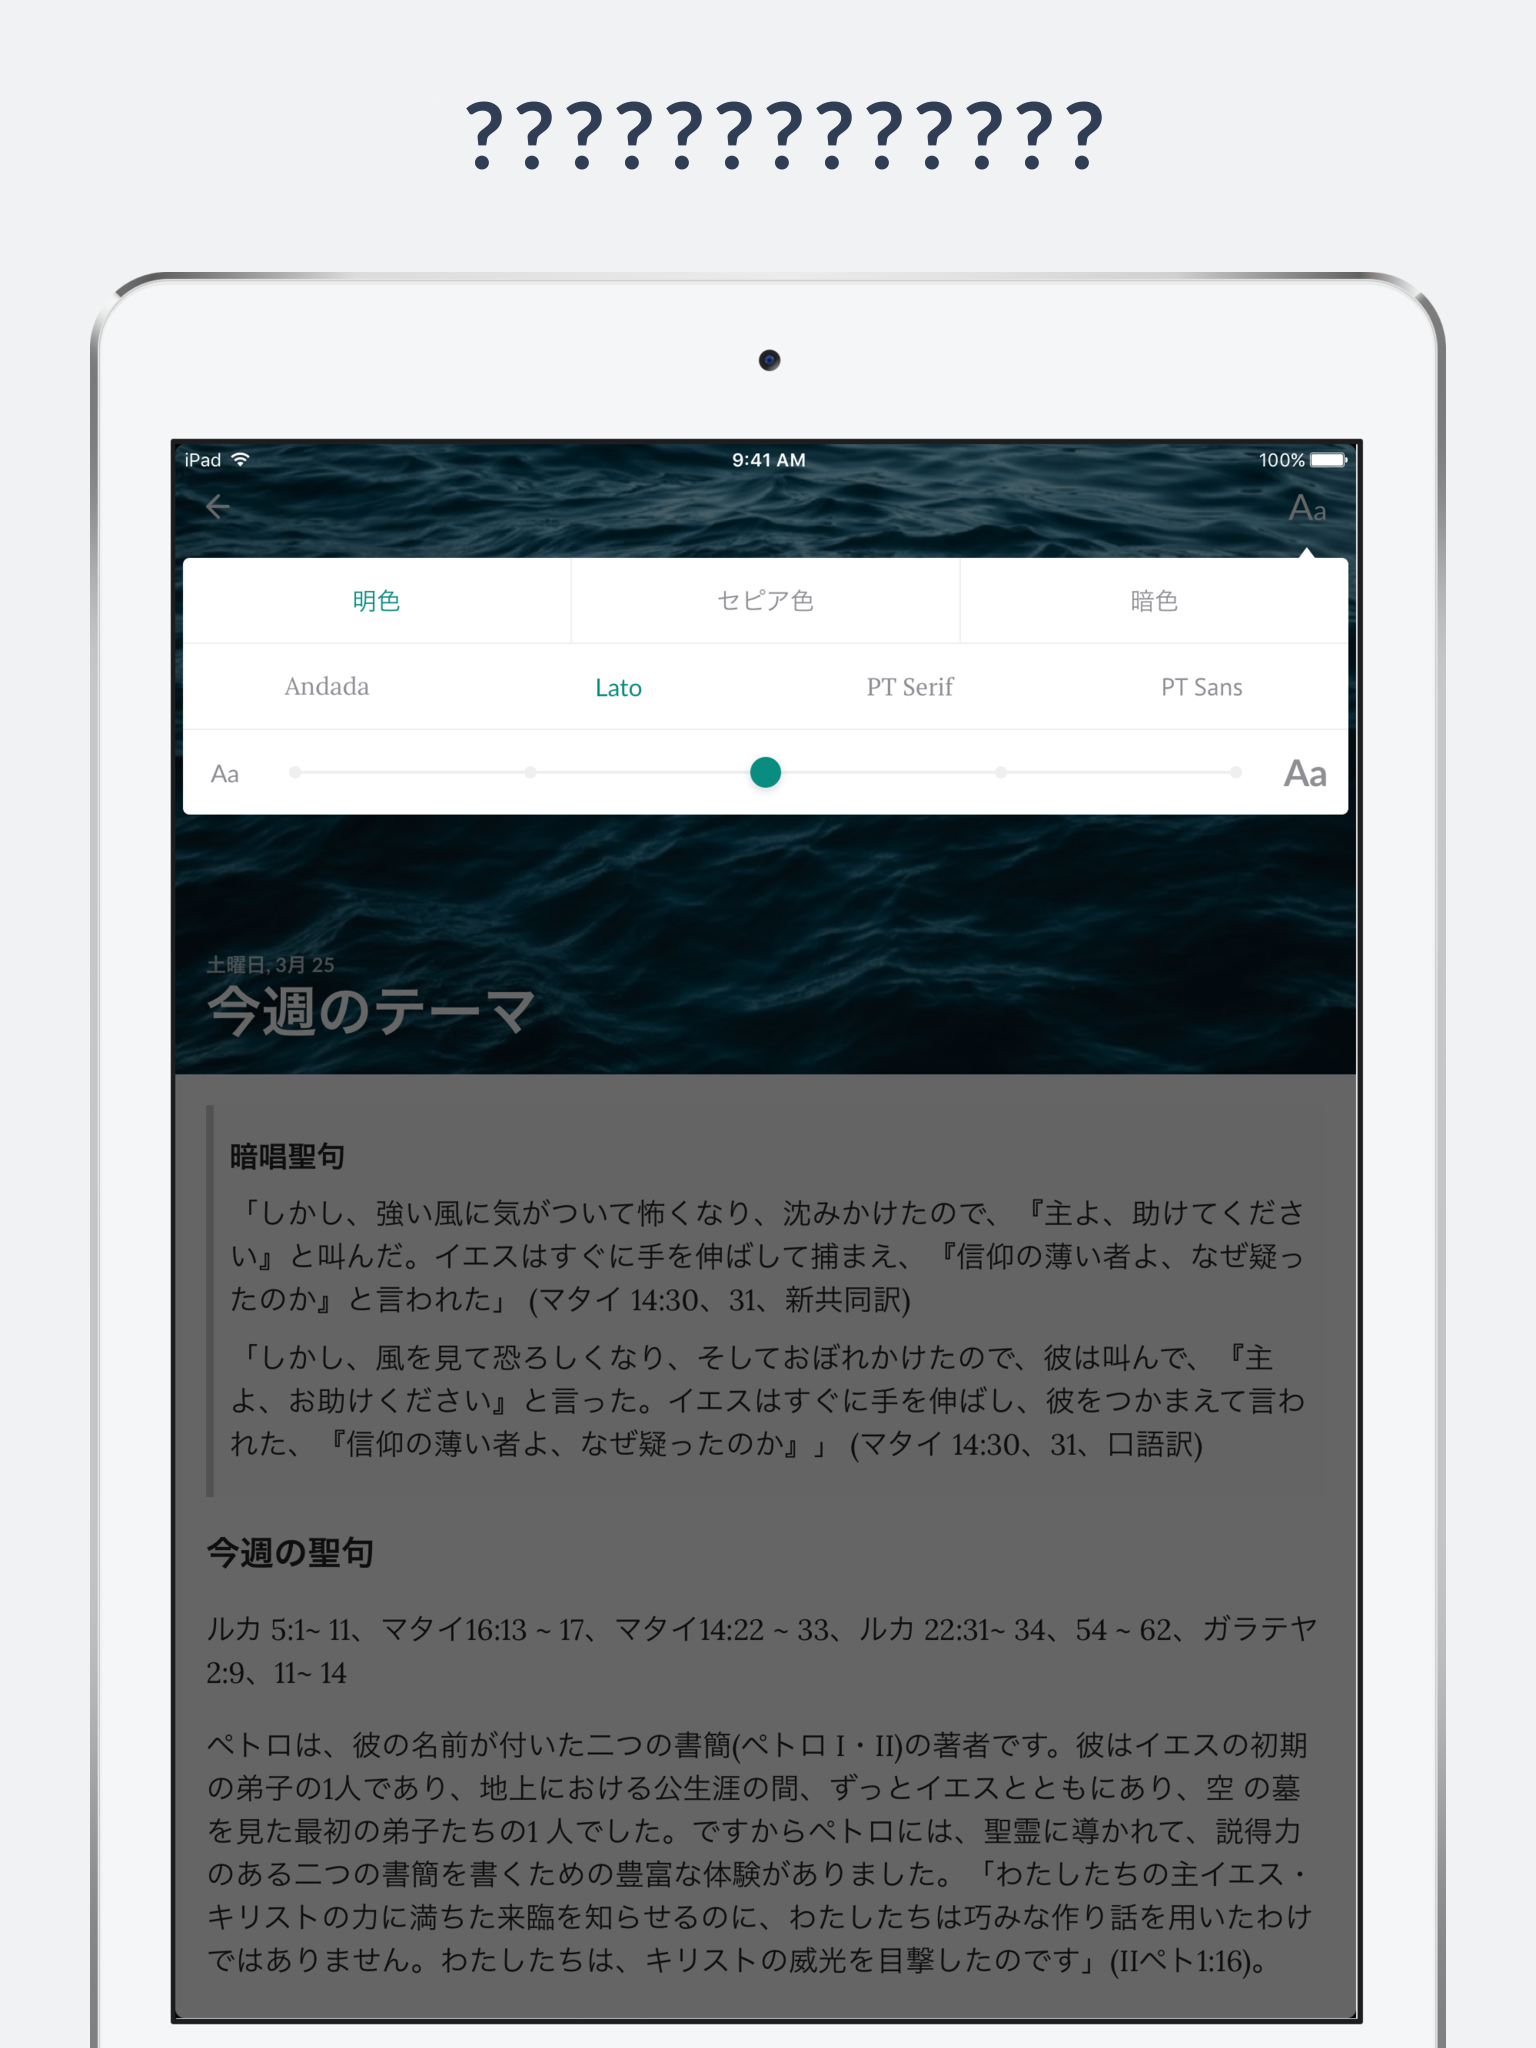 ?????????????
iPad 9:41 AM 100%
Aa
明色 セピア色 暗色
Andada Lato PT Serif PT Sans
Aa Aa
土曜日, 3月 25
今週のテーマ
暗唱聖句
「しかし、強い風に気がついて怖くなり、沈みかけたので、『主よ、助けてくださ
い』と叫んだ。イエスはすぐに手を伸ばして捕まえ、『信仰の薄い者よ、なぜ疑っ
たのか』と言われた」 (マタイ 14:30、31、新共同訳)
「しかし、風を見て恐ろしくなり、そしておぼれかけたので、彼は叫んで、『主
よ、お助けください』と言った。イエスはすぐに手を伸ばし、彼をつかまえて言わ
れた、『信仰の薄い者よ、なぜ疑ったのか』」 (マタイ 14:30、31、口語訳)
今週の聖句
ルカ 5:1~ 11、マタイ16:13 ~ 17、マタイ14:22 ~ 33、ルカ 22:31~ 34、54 ~ 62、ガラテヤ
2:9、11~ 14
ペトロは、彼の名前が付いた二つの書簡(ペトロ I・II)の著者です。彼はイエスの初期
の弟子の1人であり、地上における公生涯の間、ずっとイエスとともにあり、空 の墓
を見た最初の弟子たちの1 人でした。ですからペトロには、聖霊に導かれて、説得力
のある二つの書簡を書くための豊富な体験がありました。「わたしたちの主イエス・
キリストの力に満ちた来臨を知らせるのに、わたしたちは巧みな作り話を用いたわけ
ではありません。わたしたちは、キリストの威光を目撃したのです」(IIペト1:16)。